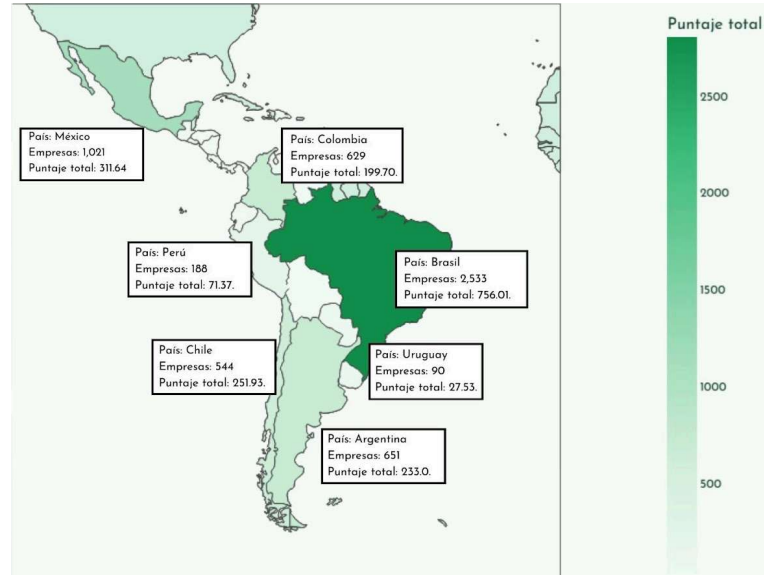 Puntaje total
2500
2000
1500
1000
500
País: México
Empresas: 1,021
Puntaje total: 311.64
País: Colombia
Empresas: 629
Puntaje total: 199.70.
País: Perú
Empresas: 188
Puntaje total: 71.37.
País: Brasil
Empresas: 2,533
Puntaje total: 756.01.
País: Chile
Empresas: 544
Puntaje total: 251.93.
País: Uruguay
Empresas: 90
Puntaje total: 27.53.
País: Argentina
Empresas: 651
Puntaje total: 233.0.